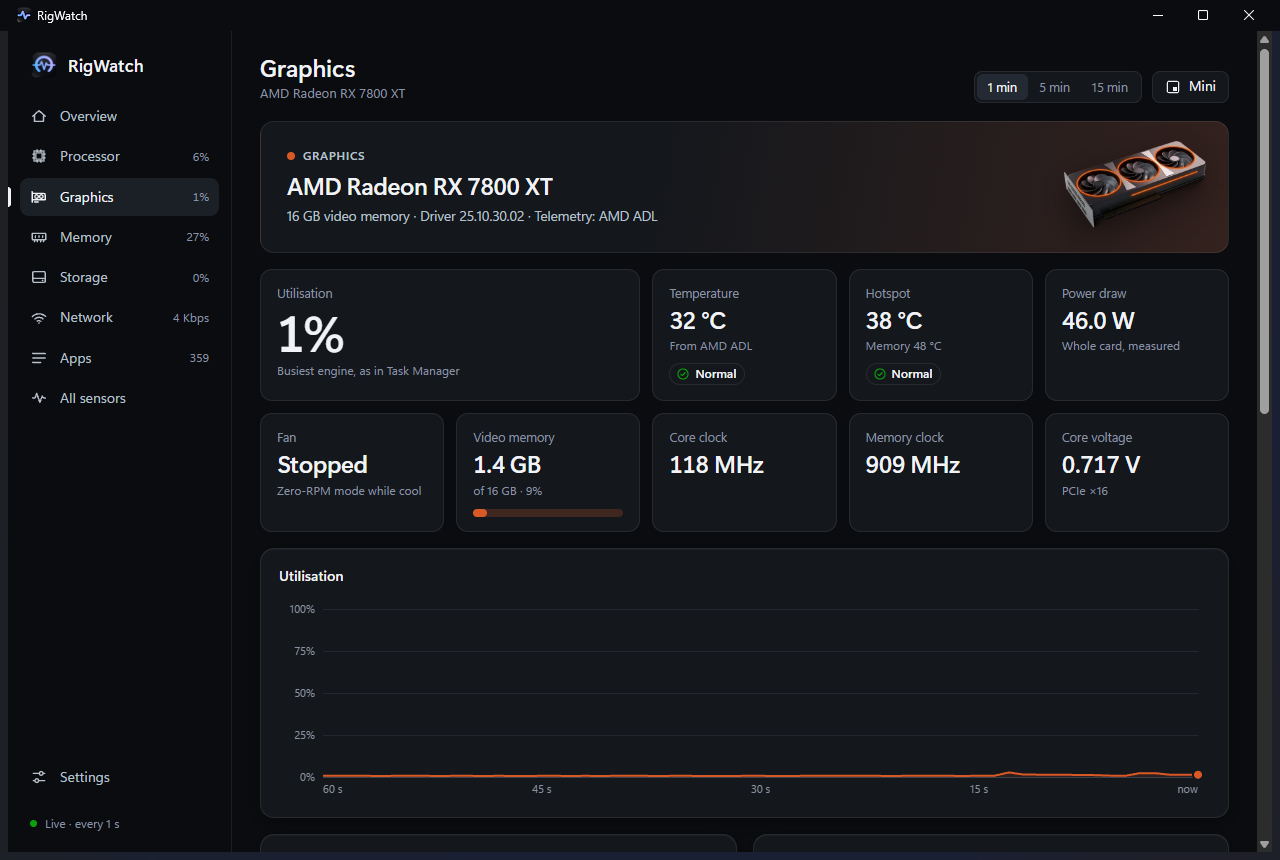 RigWatch
RigWatch
Overview
Processor 6%
Graphics 1%
Memory 27%
Storage 0%
Network 4 Kbps
Apps 359
All sensors
Settings
Live · every 1 s
Graphics
AMD Radeon RX 7800 XT
1 min 5 min 15 min Mini
GRAPHICS
AMD Radeon RX 7800 XT
16 GB video memory · Driver 25.10.30.02 · Telemetry: AMD ADL
Utilisation
1%
Busiest engine, as in Task Manager
Temperature
32 °C
From AMD ADL
Normal
Hotspot
38 °C
Memory 48 °C
Normal
Power draw
46.0 W
Whole card, measured
Fan
Stopped
Zero-RPM mode while cool
Video memory
1.4 GB
of 16 GB · 9%
Core clock
118 MHz
Memory clock
909 MHz
Core voltage
0.717 V
PCIe ×16
Utilisation
100%
75%
50%
25%
0%
60 s 45 s 30 s 15 s now